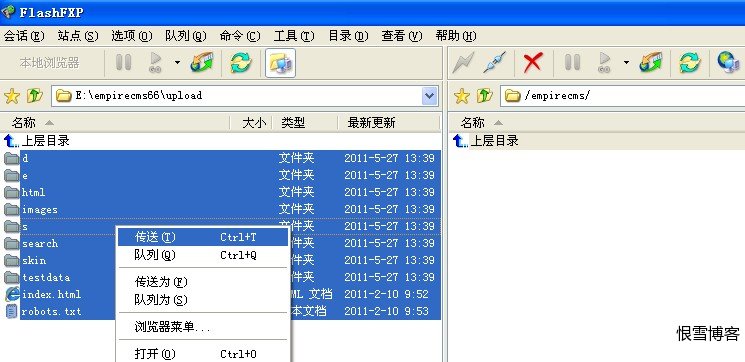 FlashFXP
会话(E) 站点(S) 选项(O) 队列(Q) 命令(C) 工具(T) 目录(D) 查看(V) 帮助(H)
本地浏览器
E:\empirecms66\upload
/empirecms/
名称 大小 类型 最新更新
名称
上层目录
上层目录
d 文件夹 2011-5-27 13:39
e 文件夹 2011-5-27 13:39
html 文件夹 2011-5-27 13:39
images 文件夹 2011-5-27 13:39
s 文件夹 2011-5-27 13:39
search 件夹 2011-5-27 13:39
skin 件夹 2011-5-27 13:39
testdata 件夹 2011-5-27 13:39
index.html ML 文档 2011-2-10 9:52
robots.txt 本文档 2011-2-10 9:53
传送(T) Ctrl+T
队列(Q) Ctrl+Q
传送为(F)
队列为(S)
浏览器菜单...
打开(O) Ctrl+O
恨雪博客